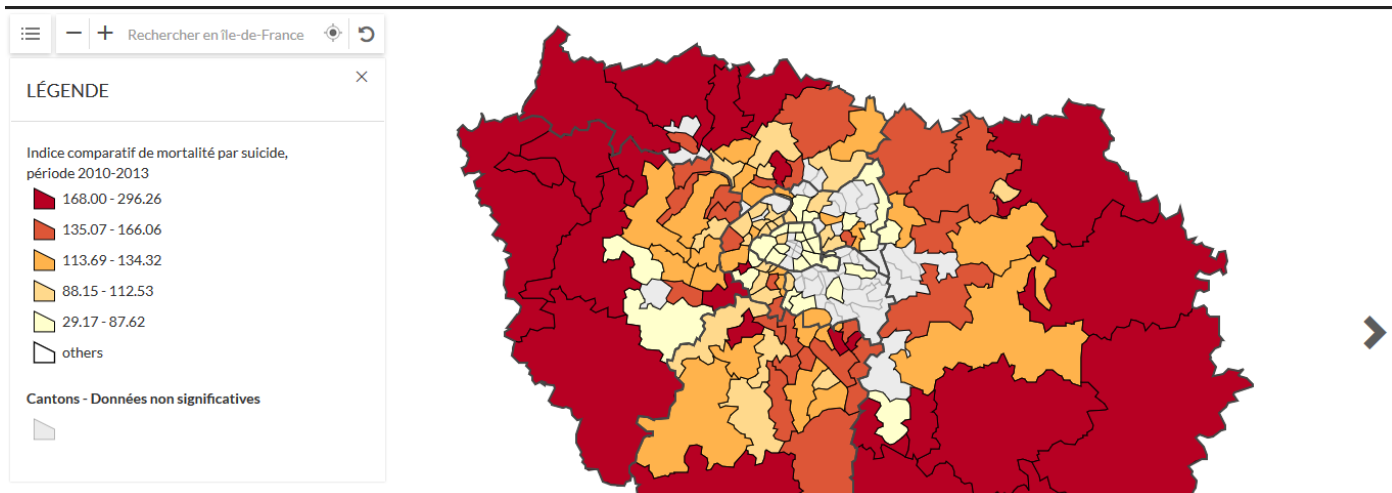 Rechercher en île-de-France
LÉGENDE
Indice comparatif de mortalité par suicide,
période 2010-2013
168.00 - 296.26
135.07 - 166.06
113.69 - 134.32
88.15 - 112.53
29.17 - 87.62
others
Cantons - Données non significatives